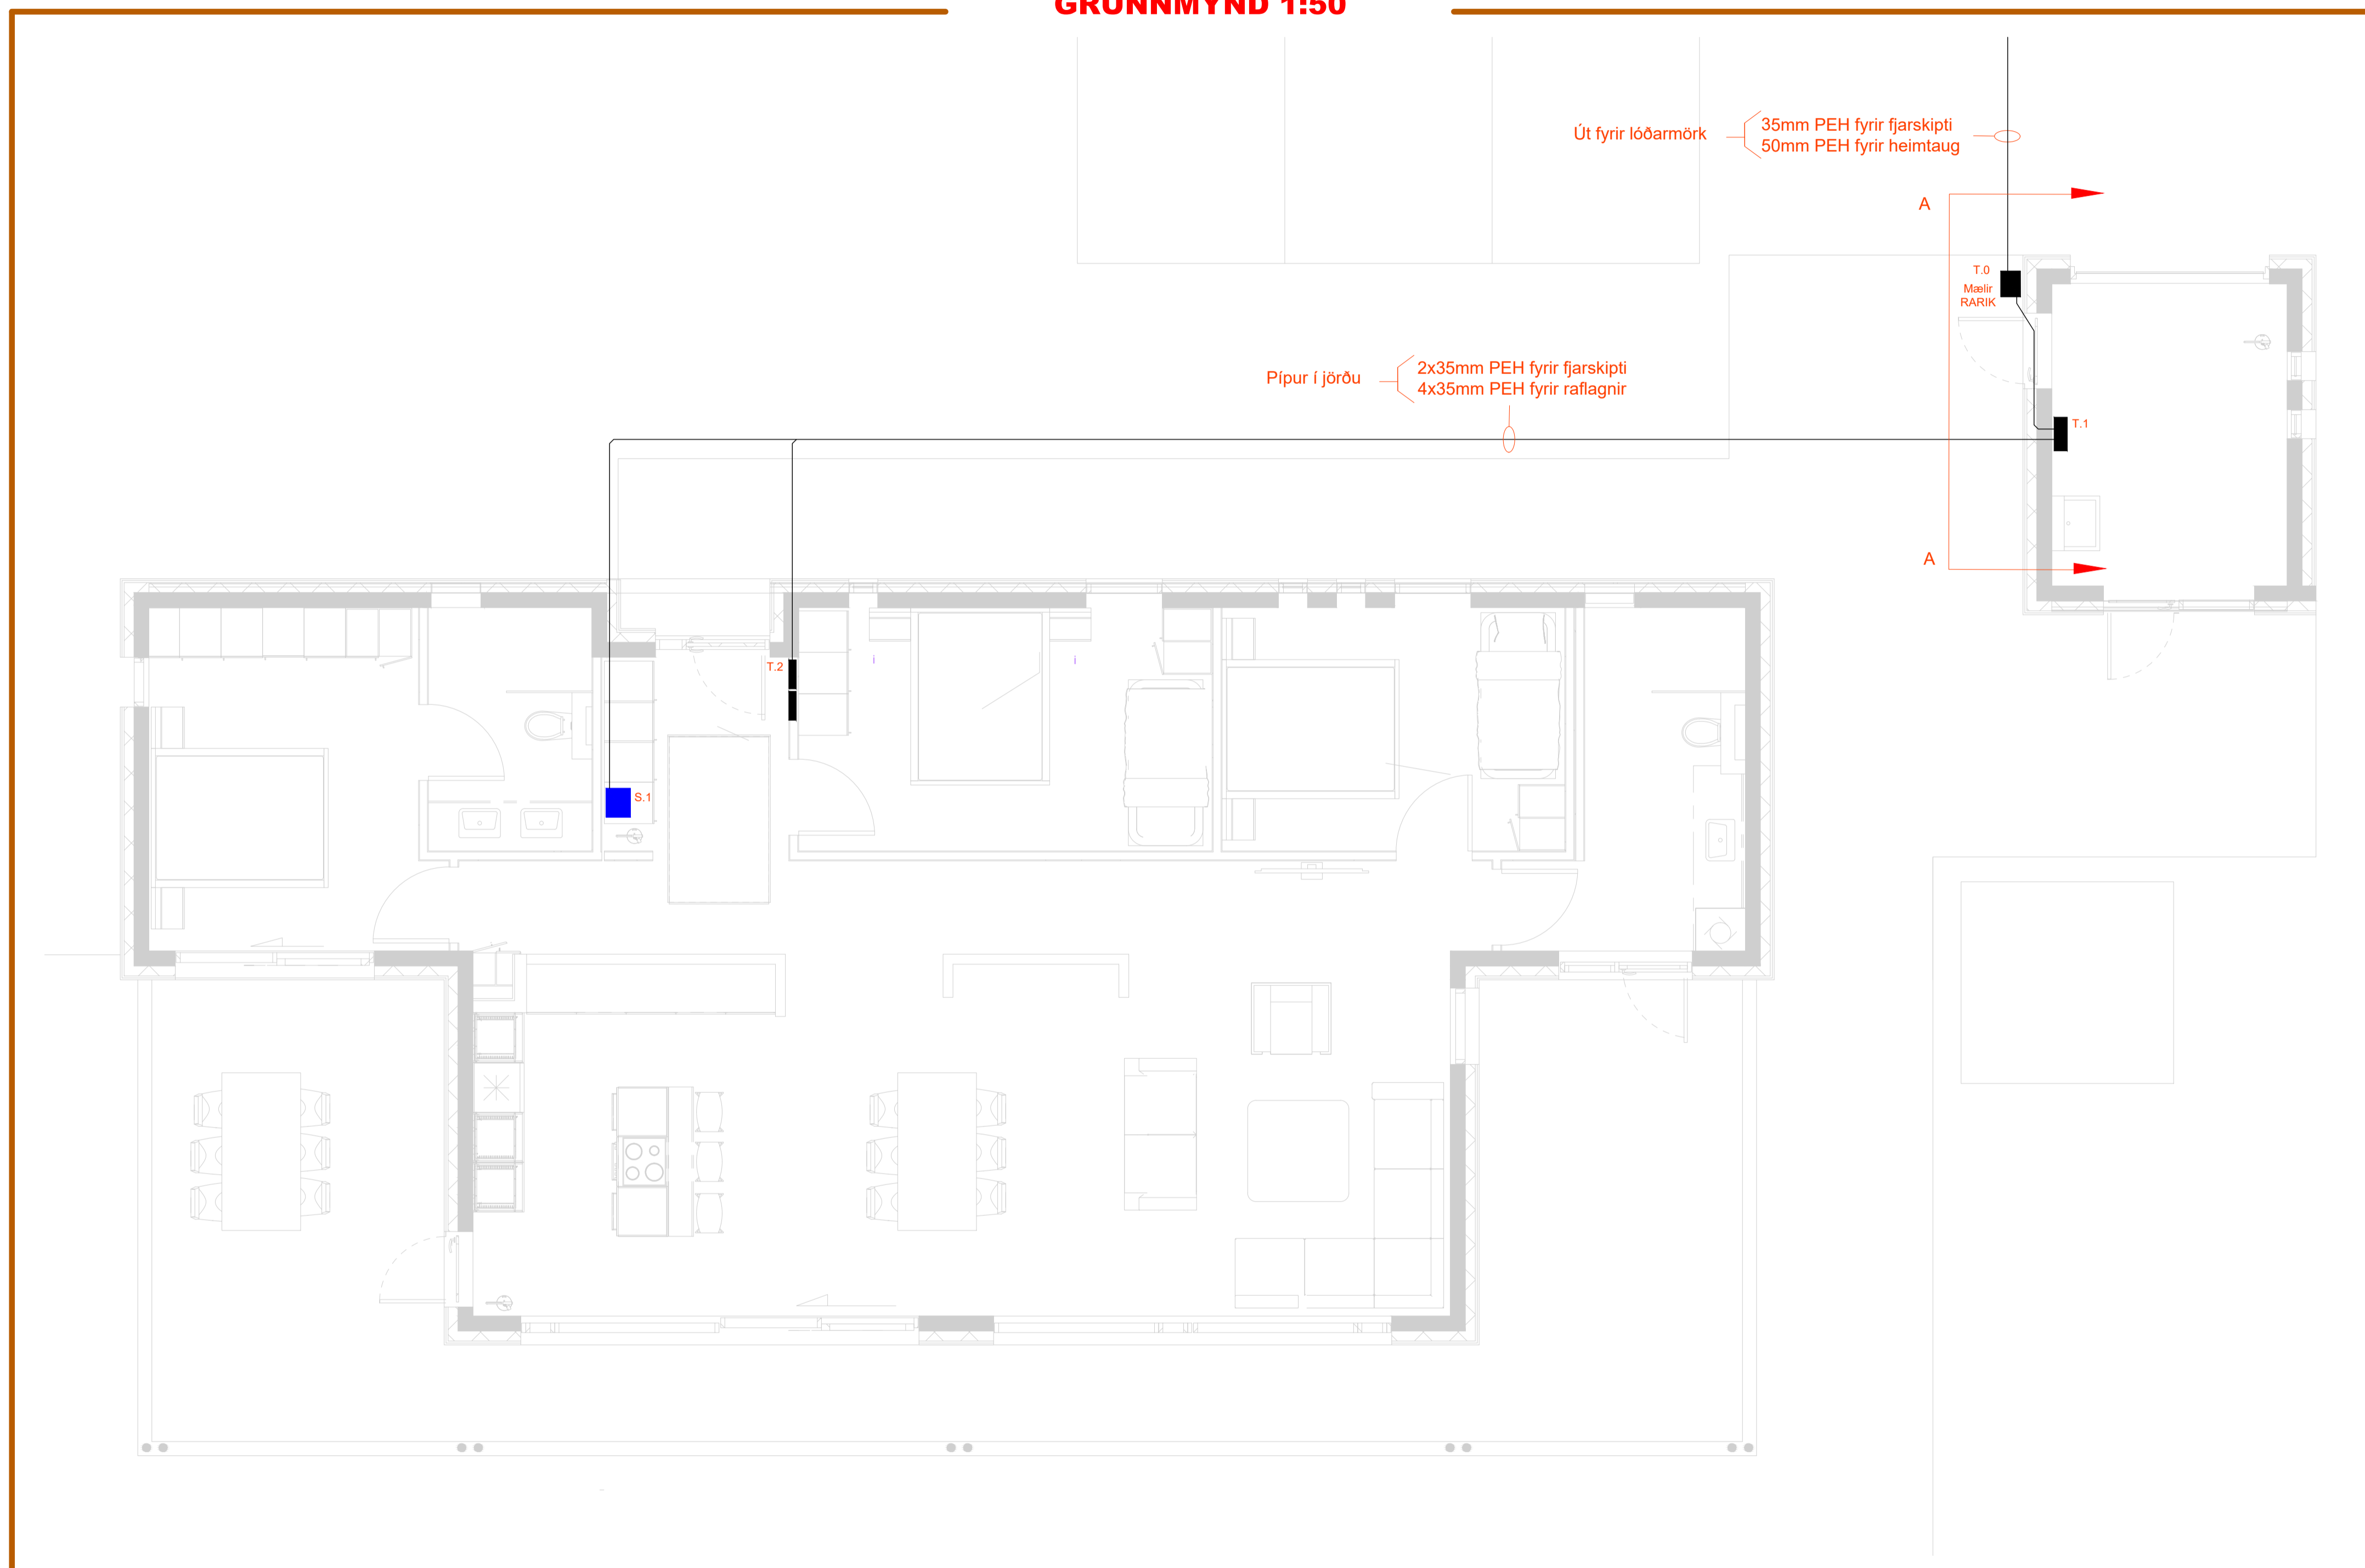 GRUNNMYND 1:50
Út fyrir lóðarmörk
35mm PEH fyrir fjarskipti
50mm PEH fyrir heimtaug
A
T.0
Mælir
RARIK
Pípur í jörðu
2x35mm PEH fyrir fjarskipti
4x35mm PEH fyrir raflagnir
T.1
A
T.2
i
i
S.1